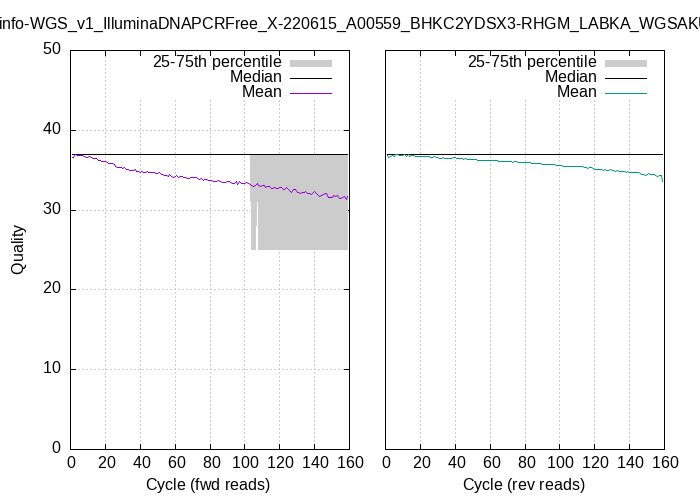 info-WGS_v1_IlluminaDNAPCRFree_X-220615_A00559_BHKC2YDSX3-RHGM_LABKA_WGSAKU
25-75th percentile
Median
Mean
25-75th percentile
Median
Mean
50
40
30
20
10
0
Quality
0 20 40 60 80 100 120 140 160
0 20 40 60 80 100 120 140 160
Cycle (fwd reads)
Cycle (rev reads)